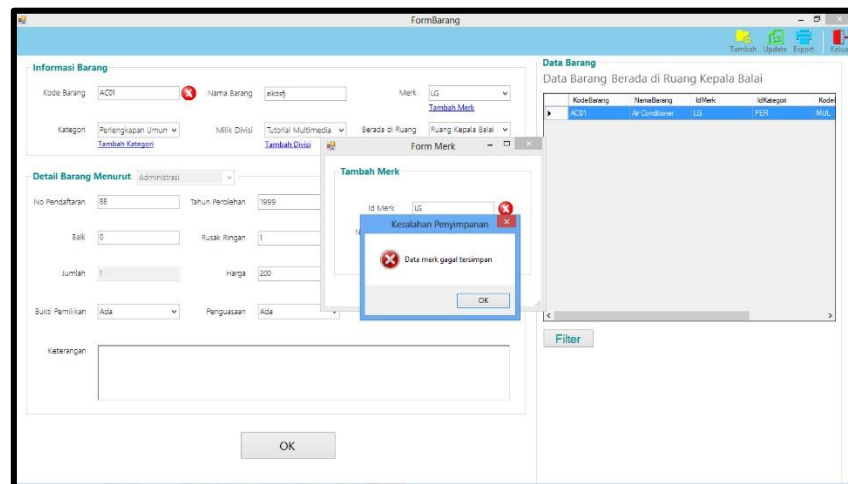 FormBarang
Tambah Update Export Kelua
Informasi Barang
Kode Barang AC01 Nama Barang akdsfj Merk LG
Tambah Merk
Kategori Perlengkapan Umum Milik Divisi Tutorial Multimedia Berada di Ruang Ruang Kepala Balai
Tambah Kategori Tambah Divisi
Detail Barang Menurut Administrasi
No Pendaftaran 88 Tahun Perolehan 1999
Baik 0 Rusak Ringan 1
Jumlah 1 Harga 200
Bukti Pemilikan Ada Penguasaan Ada
Keterangan
OK
Form Merk
Tambah Merk
Id Merk LG
N
Kesalahan Penyimpanan
Data merk gagal tersimpan
OK
Data Barang
Data Barang Berada di Ruang Kepala Balai
KodeBarang NamaBarang IdMerk IdKategori Kodel
AC01 Air Conditioner LG PER MUL
Filter